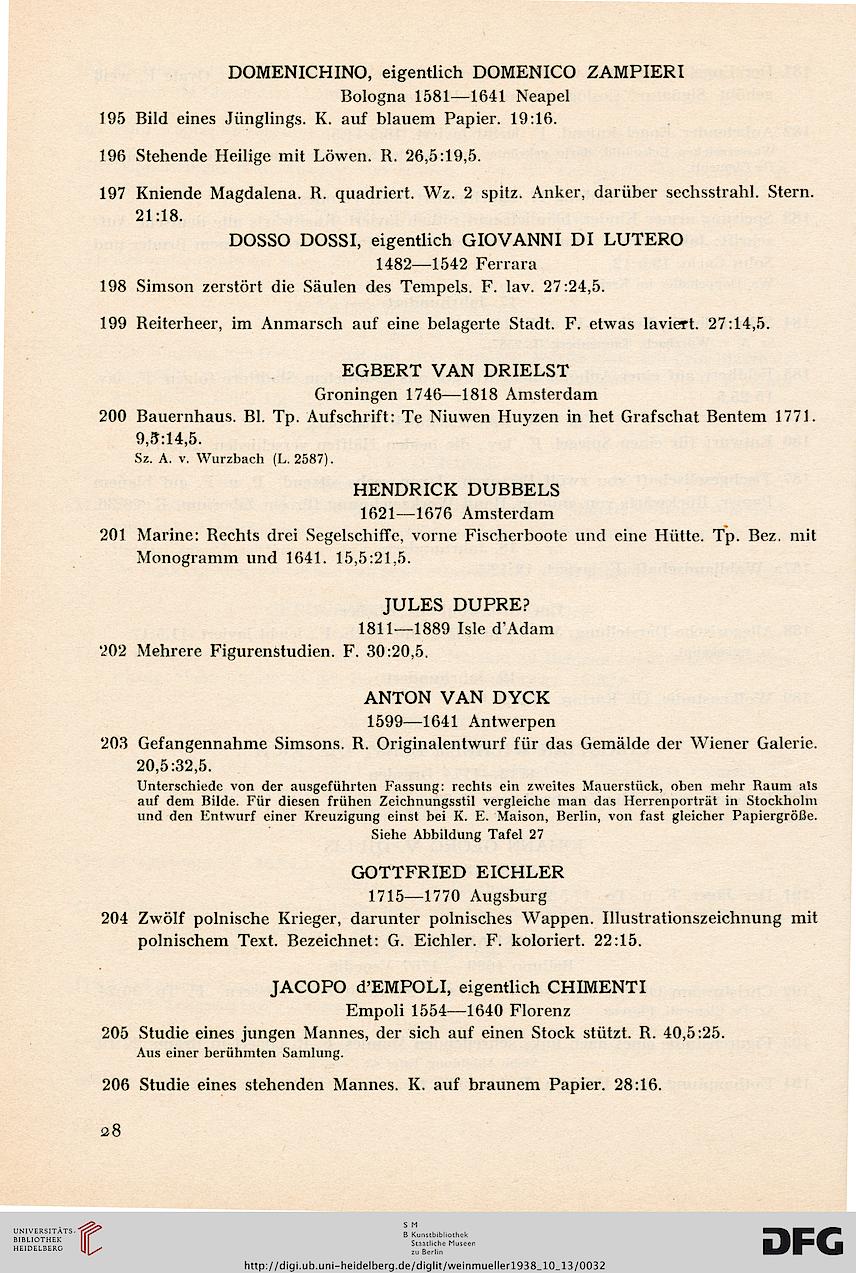 DOMENICHINO, eigentlich DOMENICO ZAMPIERI
Bologna 1581—1641 Neapel
195 Bild eines Jünglings. K. auf blauem Papier. 19:16.
196 Stehende Heilige mit Löwen. R. 26,5:19,5.
197 Kniende Magdalena. R. quadriert. Wz. 2 spitz. Anker, darüber sechsstrahl. Stern.
21:18.
DOSSO DOSSI, eigentlich GIOVANNI DI LUTERO
1482—1542 Ferrara
198 Simson zerstört die Säulen des Tempels. F. lav. 27:24,5.
199 Reiterheer, im Anmarsch auf eine belagerte Stadt. F. etwas laviert. 27:14,5.
EGBERT VAN DRIELST
Groningen 1746—1818 Amsterdam
200 Bauernhaus. Bl. Tp. Aufschrift: Te Niuwen Huyzen in het Grafschat Bentem 1771.
9,5:14,5.
Sz. A. v. Wurzbach (L. 2587).
HENDRICK DUBBELS
1621—1676 Amsterdam
201 Marine: Rechts drei Segelschiffe, vorne Fischerboote und eine Hütte. Tp. Bez. mit
Monogramm und 1641. 15,5:21,5.
JULES DUPRE?
1811—1889 Isle d'Adam
202 Mehrere Figurenstudien. F. 30:20,5.
ANTON VAN DYCK
1599—1641 Antwerpen
203 Gefangennahme Simsons. R. Originalentwurf für das Gemälde der Wiener Galerie.
20,5:32,5.
Unterschiede von der ausgeführten Fassung: rechts ein zweites Mauerstück, oben mehr Raum als
auf dem Bilde. Für diesen frühen Zeichnungsstil vergleiche man das Herrenporträt in Stockholm
und den Entwurf einer Kreuzigung einst bei K. E. Maison, Berlin, von fast gleicher Papiergröße.
Siehe Abbildung Tafel 27
GOTTFRIED EICHLER
1715—1770 Augsburg
204 Zwölf polnische Krieger, darunter polnisches Wappen. Illustrationszeichnung mit
polnischem Text. Bezeichnet: G. Eichler. F. koloriert. 22:15.
JACOPO d'EMPOLI, eigentlich CHIMENTI
Empoli 1554—1640 Florenz
205 Studie eines jungen Mannes, der sich auf einen Stock stützt. R. 40,5:25.
Aus einer berühmten Samlung.
206 Studie eines stehenden Mannes. K. auf braunem Papier. 28:16.
28
UNIVERSITÄTS-
BIBLIOTHEK
HEIDELBERG
S M
B Kunstbibliothek
Staatliche Museen
zu Berlin
DFG
http://digi.ub.uni-heidelberg.de/diglit/weinmueller1938_10_13/0032